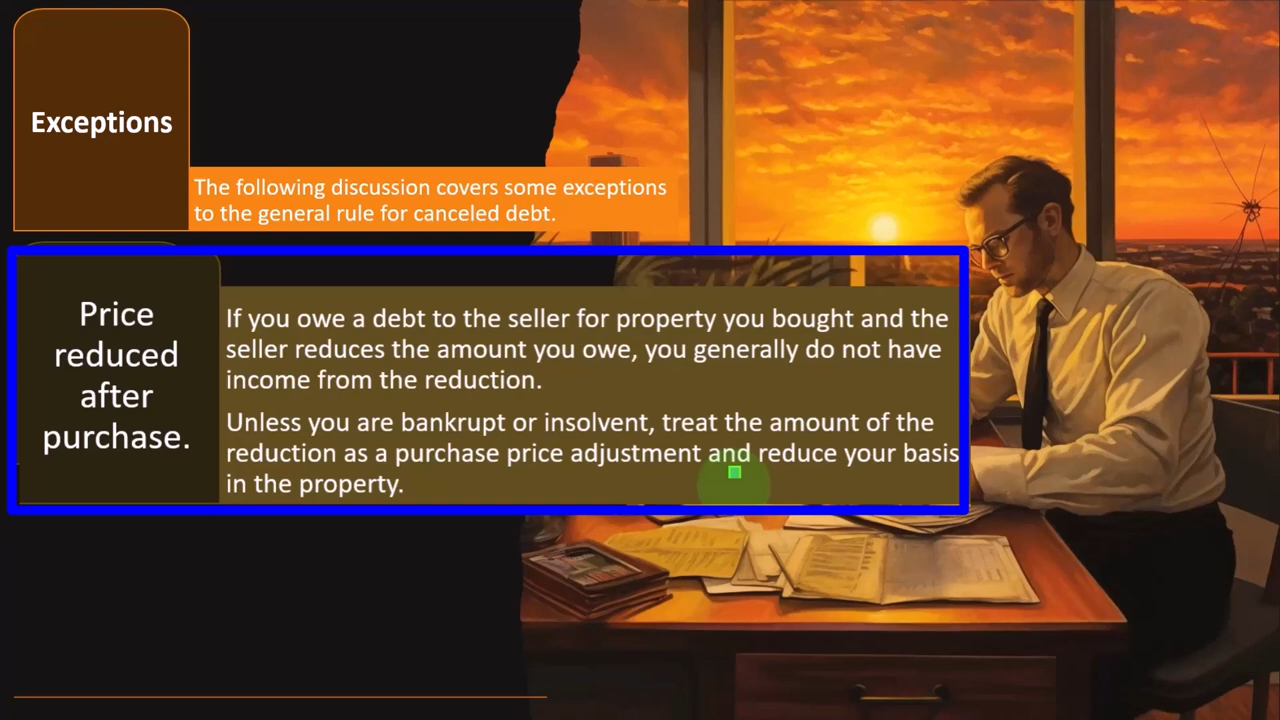 Exceptions
The following discussion covers some exceptions
to the general rule for canceled debt.
Price
reduced
after
purchase.
If you owe a debt to the seller for property you bought and the
seller reduces the amount you owe, you generally do not have
income from the reduction.
Unless you are bankrupt or insolvent, treat the amount of the
reduction as a purchase price adjustment and reduce your basis
in the property.